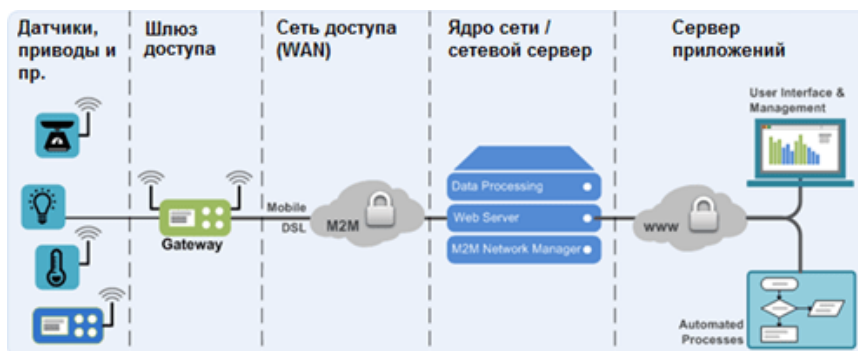 Датчики,
приводы и
пр.
Шлюз
доступа
Сеть доступа
(WAN)
Ядро сети /
сетевой сервер
Сервер
приложений
User Interface &
Management
Gateway
Mobile
DSL
M2M
Data Processing
Web Server
M2M Network Manager
www
Automated
Processes